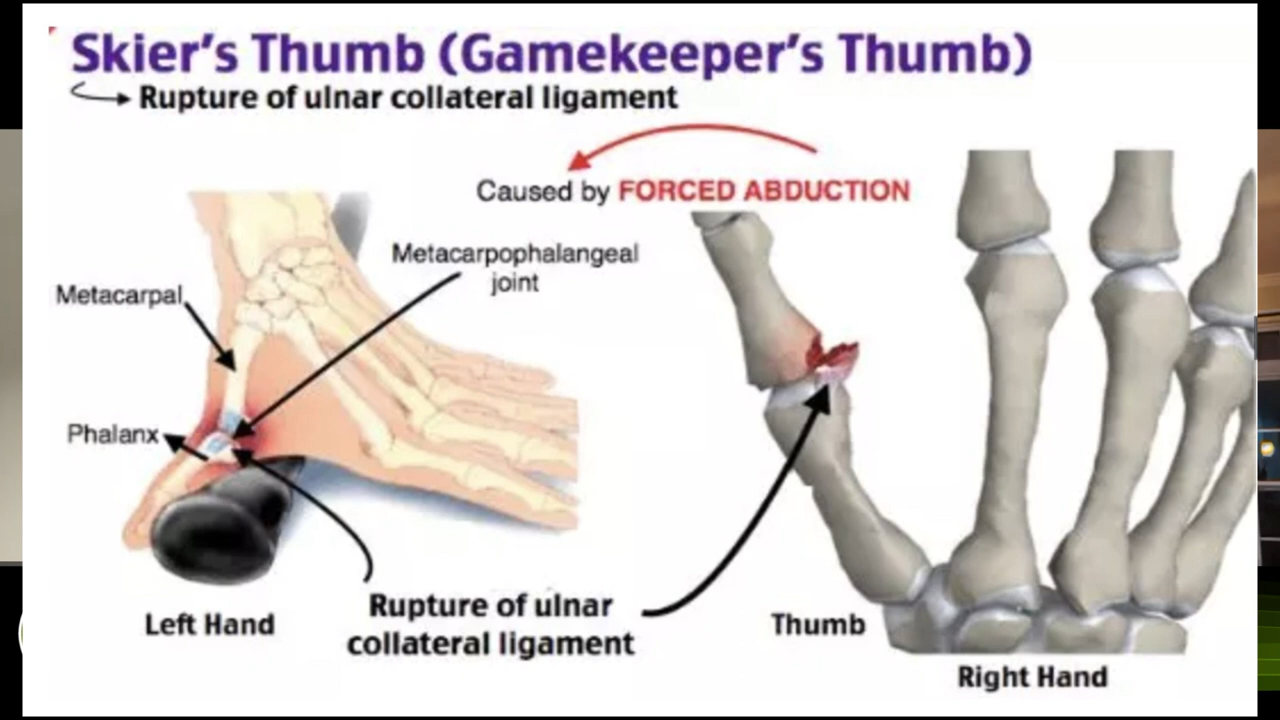 Skier's Thumb (Gamekeeper's Thumb)
Rupture of ulnar collateral ligament
Caused by FORCED ABDUCTION
Metacarpophalangeal
joint
Metacarpal
Phalanx
Rupture of ulnar
collateral ligament
Left Hand
Thumb
Right Hand